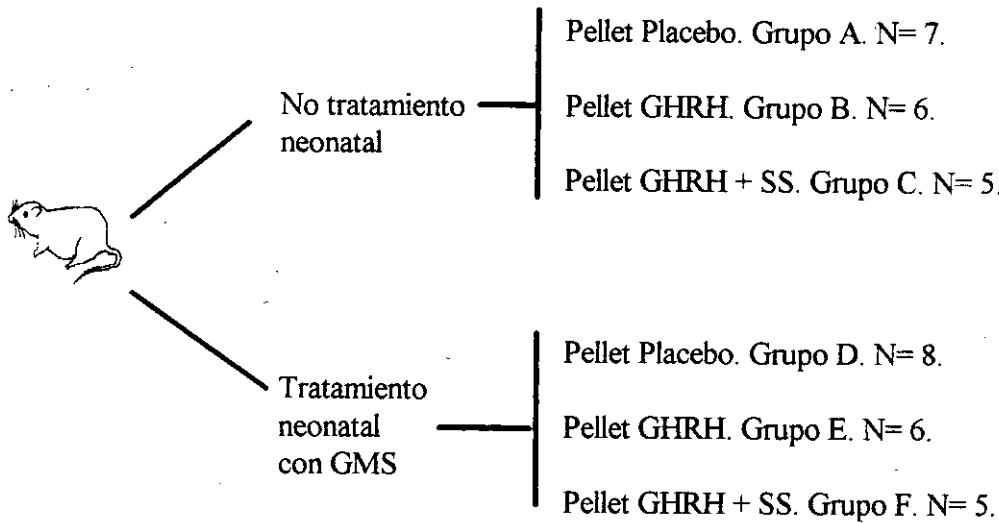 Pellet Placebo. Grupo A. N= 7.
No tratamiento
neonatal
Pellet GHRH. Grupo B. N= 6.
Pellet GHRH + SS. Grupo C. N= 5.
Tratamiento
neonatal
con GMS
Pellet Placebo. Grupo D. N= 8.
Pellet GHRH. Grupo E. N= 6.
Pellet GHRH + SS. Grupo F. N= 5.